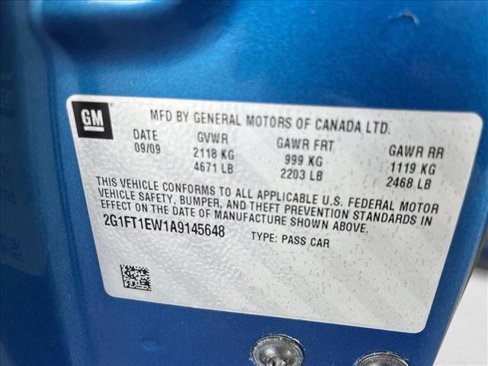 GM
MFD BY GENERAL MOTORS OF CANADA LTD.
DATE GVWR GAWR FRT GAWR RR
09/09 2118 KG 999 KG 1119 KG
4671 LB 2203 LB 2468 LB
THIS VEHICLE CONFORMS TO ALL APPLICABLE U.S. FEDERAL MOTOR
VEHICLE SAFETY, BUMPER, AND THEFT PREVENTION STANDARDS IN
EFFECT ON THE DATE OF MANUFACTURE SHOWN ABOVE.
2G1FT1EW1A9145648 TYPE: PASS CAR